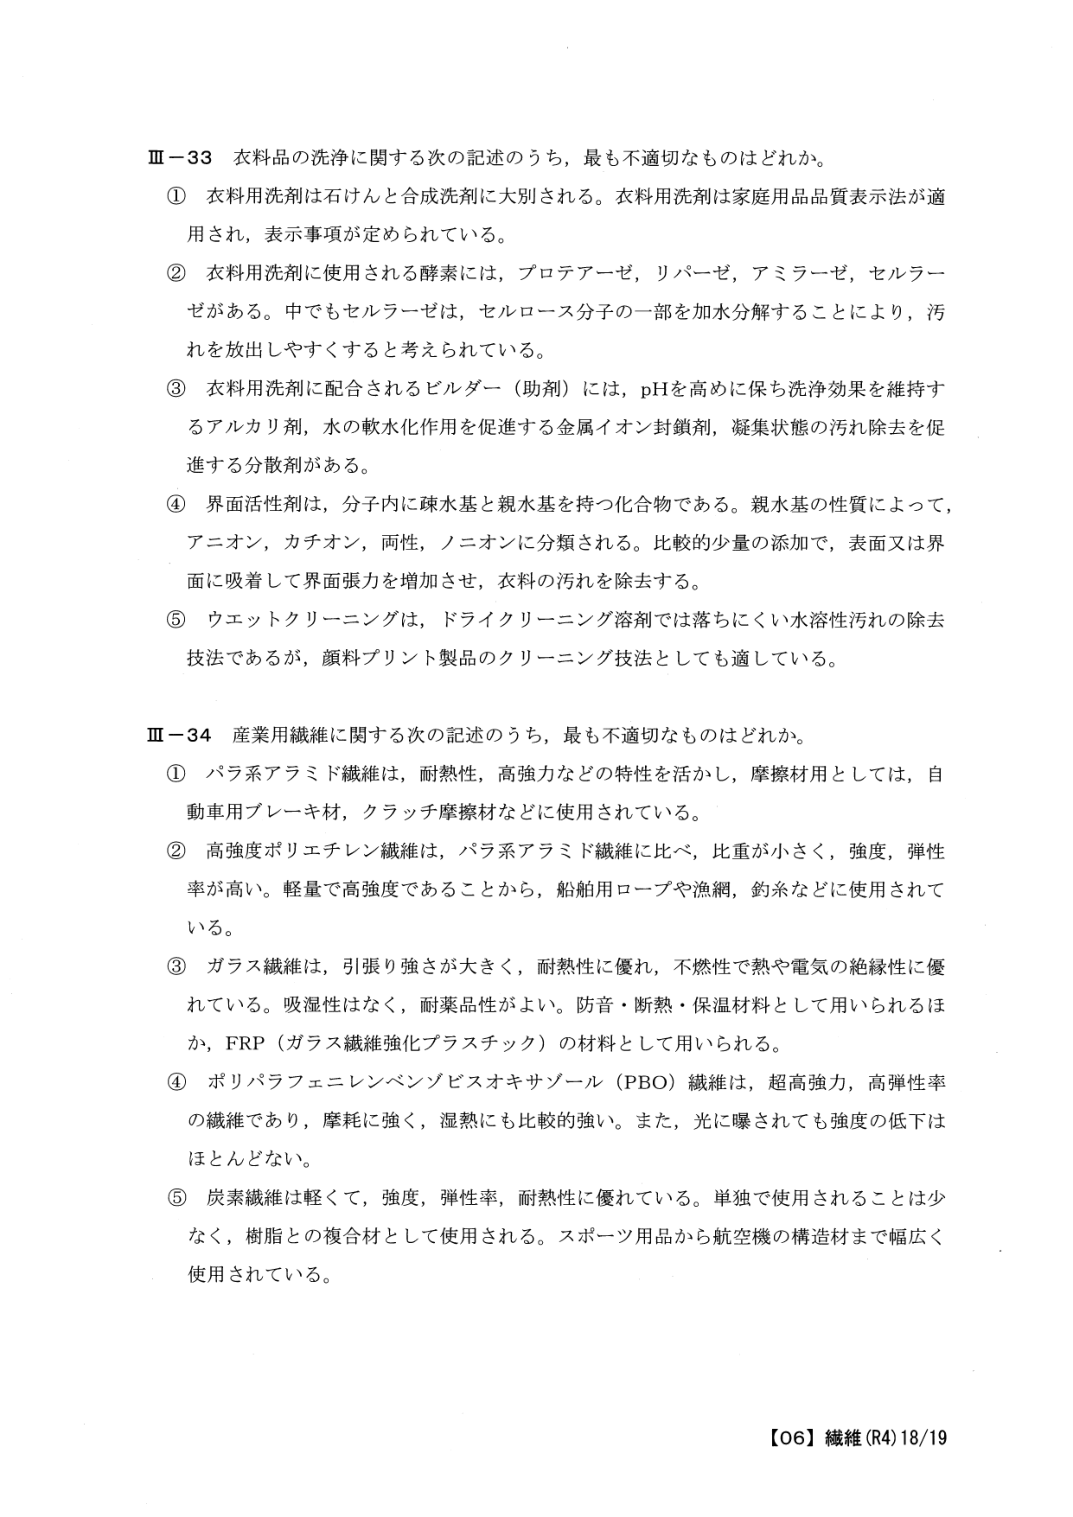 Ⅲ－33　衣料品の洗浄に関する次の記述のうち，最も不適切なものはどれか。
①　衣料用洗剤は石けんと合成洗剤に大別される。衣料用洗剤は家庭用品品質表示法が適
用され，表示事項が定められている。
②　衣料用洗剤に使用される酵素には，プロテアーゼ，リパーゼ，アミラーゼ，セルラー
ゼがある。中でもセルラーゼは，セルロース分子の一部を加水分解することにより，汚
れを放出しやすくすると考えられている。
③　衣料用洗剤に配合されるビルダー（助剤）には，pHを高めに保ち洗浄効果を維持す
るアルカリ剤，水の軟水化作用を促進する金属イオン封鎖剤，凝集状態の汚れ除去を促
進する分散剤がある。
④　界面活性剤は，分子内に疎水基と親水基を持つ化合物である。親水基の性質によって，
アニオン，カチオン，両性，ノニオンに分類される。比較的少量の添加で，表面又は界
面に吸着して界面張力を増加させ，衣料の汚れを除去する。
⑤　ウエットクリーニングは，ドライクリーニング溶剤では落ちにくい水溶性汚れの除去
技法であるが，顔料プリント製品のクリーニング技法としても適している。
Ⅲ－34　産業用繊維に関する次の記述のうち，最も不適切なものはどれか。
①　パラ系アラミド繊維は，耐熱性，高強力などの特性を活かし，摩擦材用としては，自
動車用ブレーキ材，クラッチ摩擦材などに使用されている。
②　高強度ポリエチレン繊維は，パラ系アラミド繊維に比べ，比重が小さく，強度，弾性
率が高い。軽量で高強度であることから，船舶用ロープや漁網，釣糸などに使用されて
いる。
③　ガラス繊維は，引張り強さが大きく，耐熱性に優れ，不燃性で熱や電気の絶縁性に優
れている。吸湿性はなく，耐薬品性がよい。防音・断熱・保温材料として用いられるほ
か，FRP（ガラス繊維強化プラスチック）の材料として用いられる。
④　ポリパラフェニレンベンゾビスオキサゾール（PBO）繊維は，超高強力，高弾性率
の繊維であり，摩耗に強く，湿熱にも比較的強い。また，光に曝されても強度の低下は
ほとんどない。
⑤　炭素繊維は軽くて，強度，弾性率，耐熱性に優れている。単独で使用されることは少
なく，樹脂との複合材として使用される。スポーツ用品から航空機の構造材まで幅広く
使用されている。
【06】繊維(R4)18/19